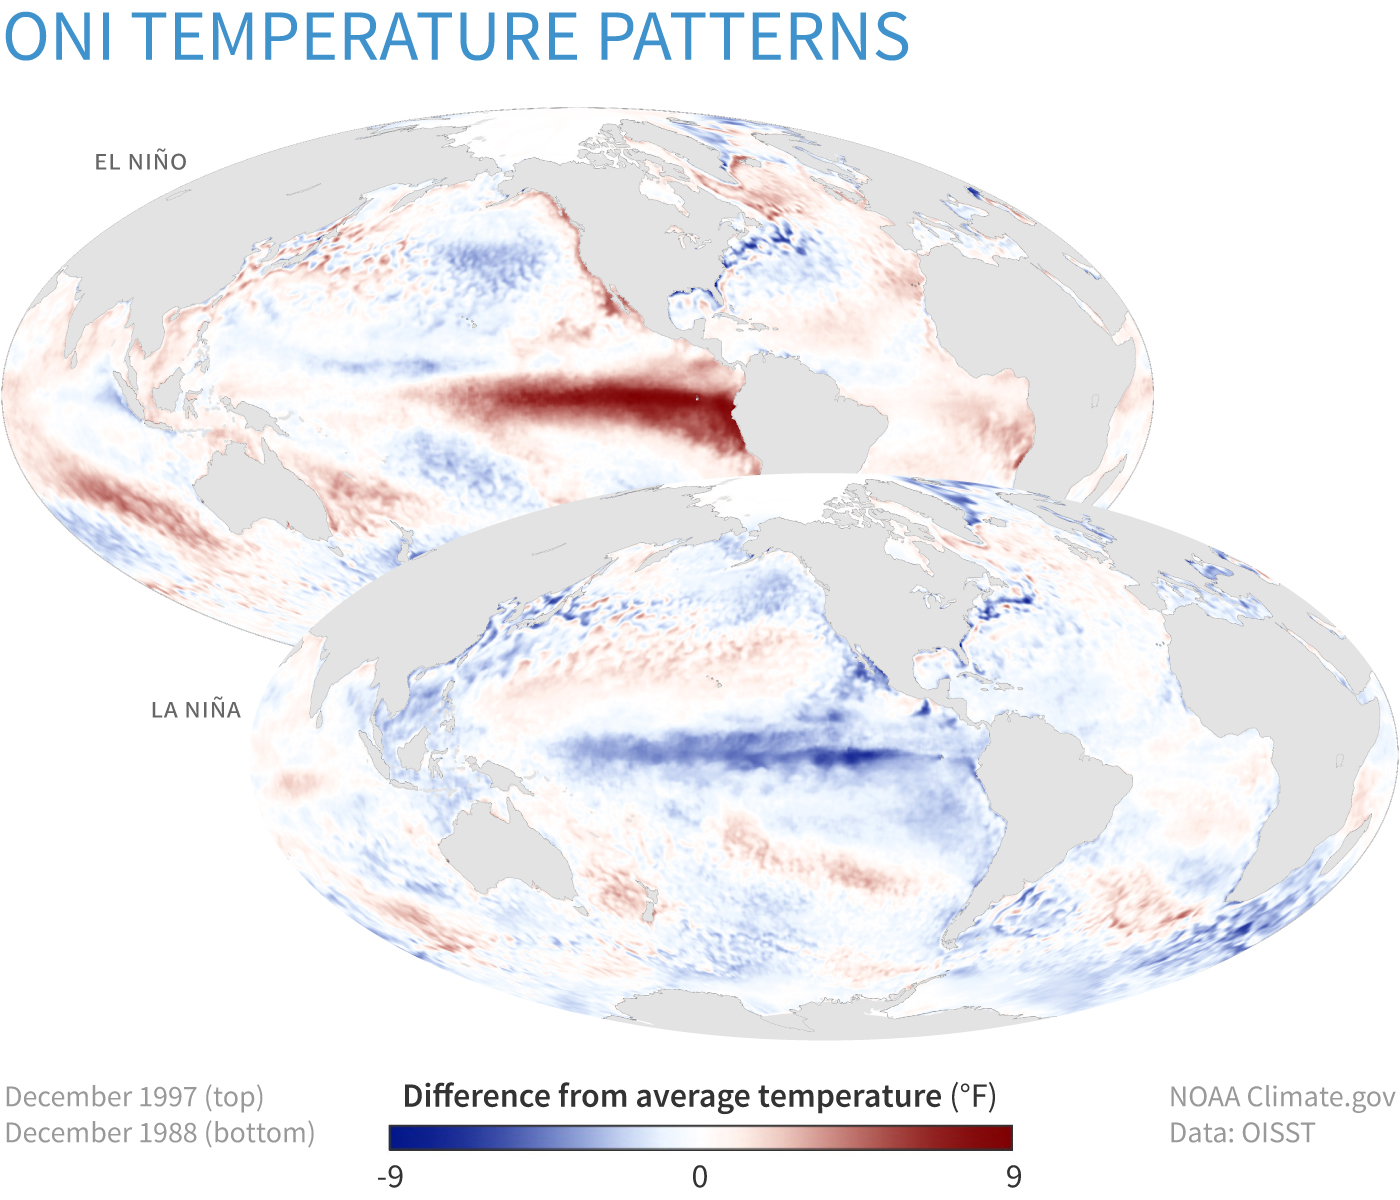 ONI TEMPERATURE PATTERNS
EL NIÑO
LA NIÑA
December 1997 (top)
December 1988 (bottom)
Difference from average temperature (°F)
-9 0 9
NOAA Climate.gov
Data: OISST